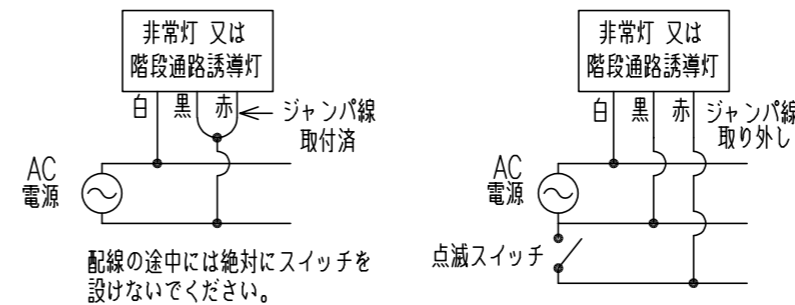 非常灯 又は
階段通路誘導灯
白 黒 赤
ジャンパ線
取付済
AC
電源
配線の途中には絶対にスイッチを
設けないでください。
非常灯 又は
階段通路誘導灯
白 黒 赤
ジャンパ線
取り外し
AC
電源
点滅スイッチ